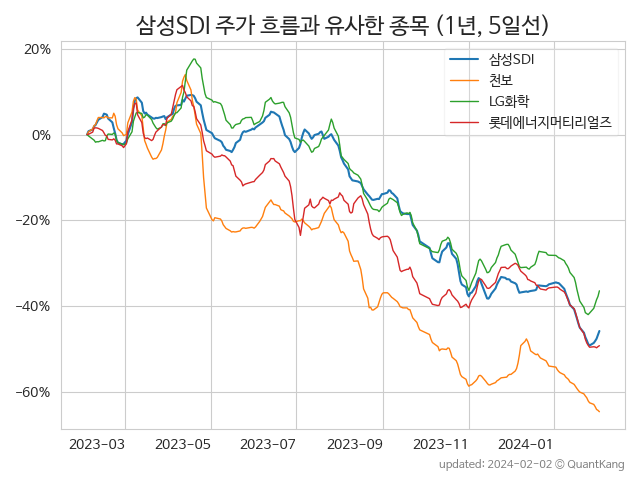 삼성SDI 주가 흐름과 유사한 종목 (1년, 5일선)
20%
0%
−20%
−40%
−60%
삼성SDI
천보
LG화학
롯데에너지머티리얼즈
2023-03
2023-05
2023-07
2023-09
2023-11
2024-01
updated: 2024-02-02 © QuantKang